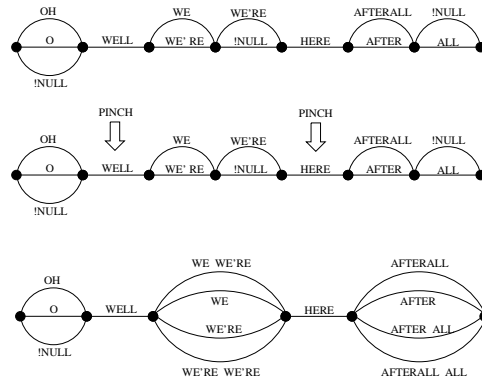 OH WE WE'RE AFTERALL !NULL
O WELL WE' RE !NULL HERE AFTER ALL
!NULL
PINCH PINCH
OH WE WE'RE AFTERALL !NULL
O WELL WE' RE !NULL HERE AFTER ALL
!NULL
WE WE'RE AFTERALL
OH WE AFTER
O WELL HERE
WE'RE AFTER ALL
!NULL
WE'RE WE'RE AFTERALL ALL